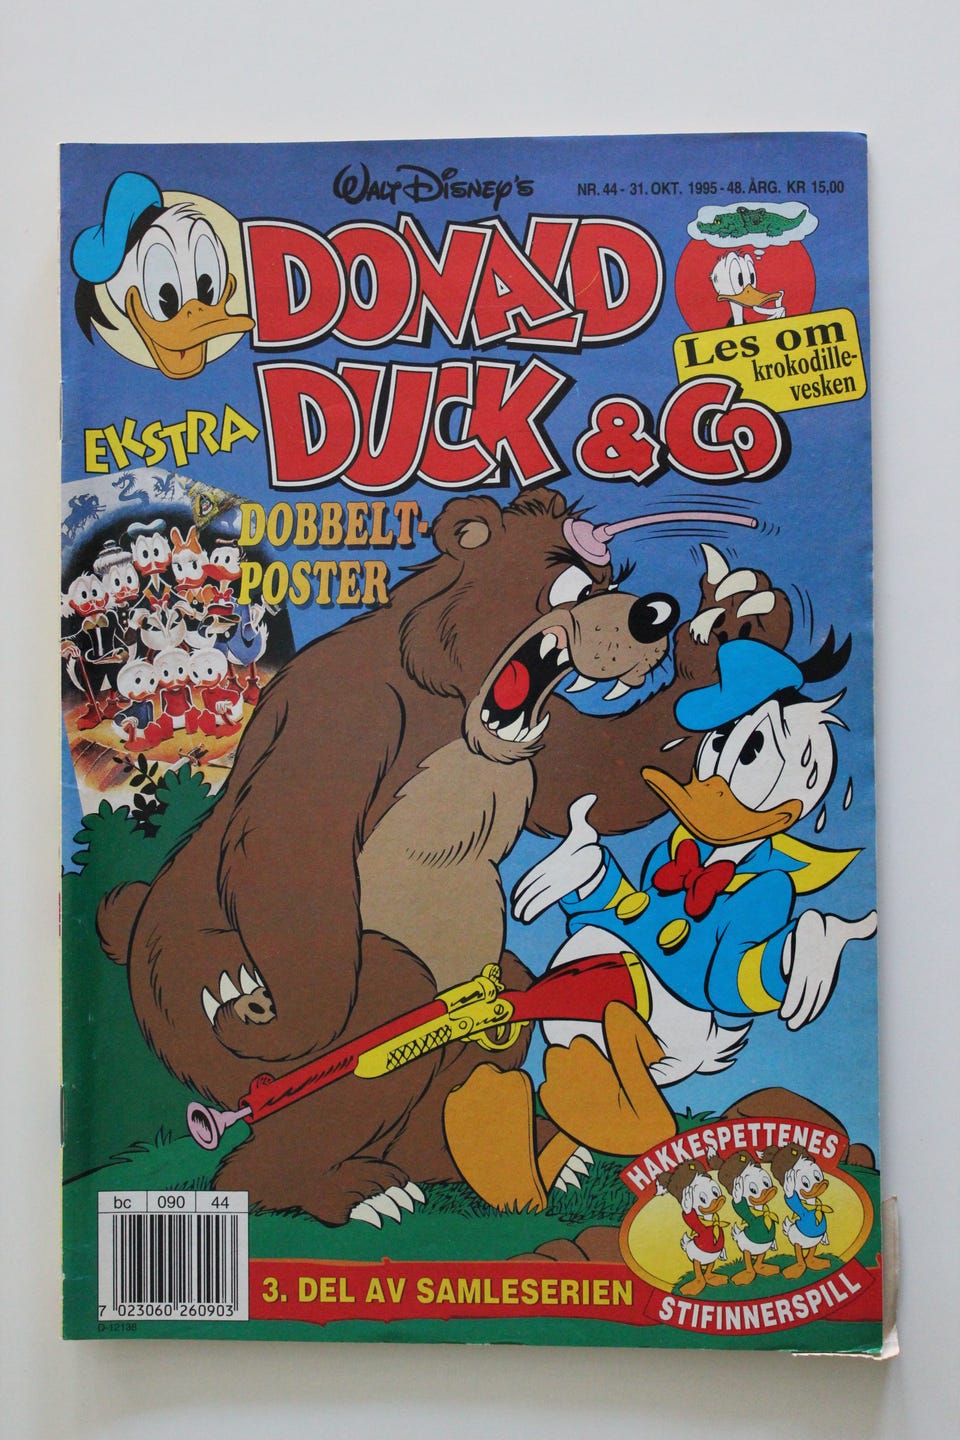 Walt Disney's
NR. 44 - 31. OKT. 1995 - 48. ÅRG. KR 15,00
DONALD
DUCK & Co
Les om
krokodille-
vesken
EKSTRA
DOBBELT-
POSTER
HAKKESPETTENES
STIFINNERSPILL
3. DEL AV SAMLESERIEN
bc 090 44
7 023060 260903
D-12138